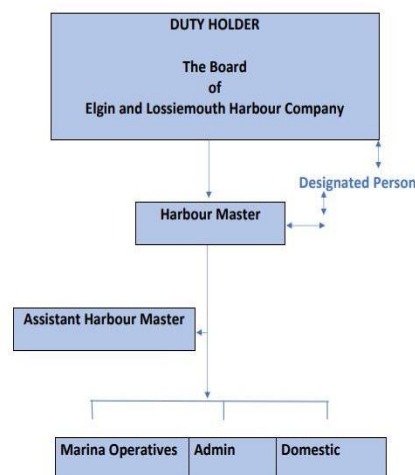 DUTY HOLDER
The Board
of
Elgin and Lossiemouth Harbour Company
Designated Person
Harbour Master
Assistant Harbour Master
Marina Operatives
Admin
Domestic